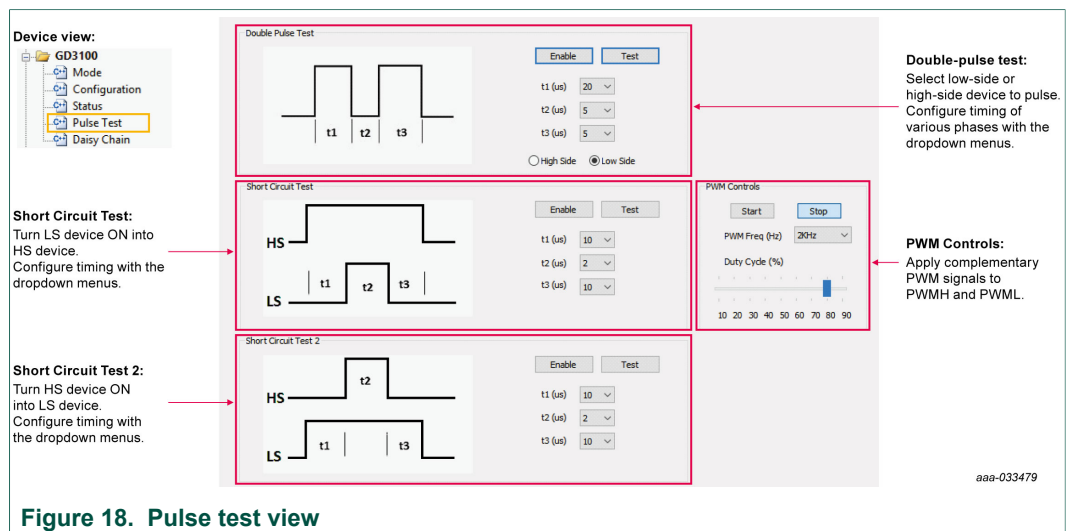 Device view:
GD3100
Mode
Configuration
Status
Pulse Test
Daisy Chain
Short Circuit Test:
Turn LS device ON into
HS device.
Configure timing with the
dropdown menus.
Short Circuit Test 2:
Turn HS device ON
into LS device.
Configure timing with
the dropdown menus.
Double Pulse Test
t1 t2 t3
Enable Test
t1 (us) 20
t2 (us) 5
t3 (us) 5
High Side Low Side
Short Circuit Test
HS
LS
t1 t2 t3
Enable Test
t1 (us) 10
t2 (us) 2
t3 (us) 10
Short Circuit Test 2
HS
t2
LS
t1 t3
Enable Test
t1 (us) 10
t2 (us) 2
t3 (us) 10
PWM Controls
Start Stop
PWM Freq (Hz) 2KHz
Duty Cycle (%)
10 20 30 40 50 60 70 80 90
Double-pulse test:
Select low-side or
high-side device to pulse.
Configure timing of
various phases with the
dropdown menus.
PWM Controls:
Apply complementary
PWM signals to
PWMH and PWML.
aaa-033479
Figure 18. Pulse test view